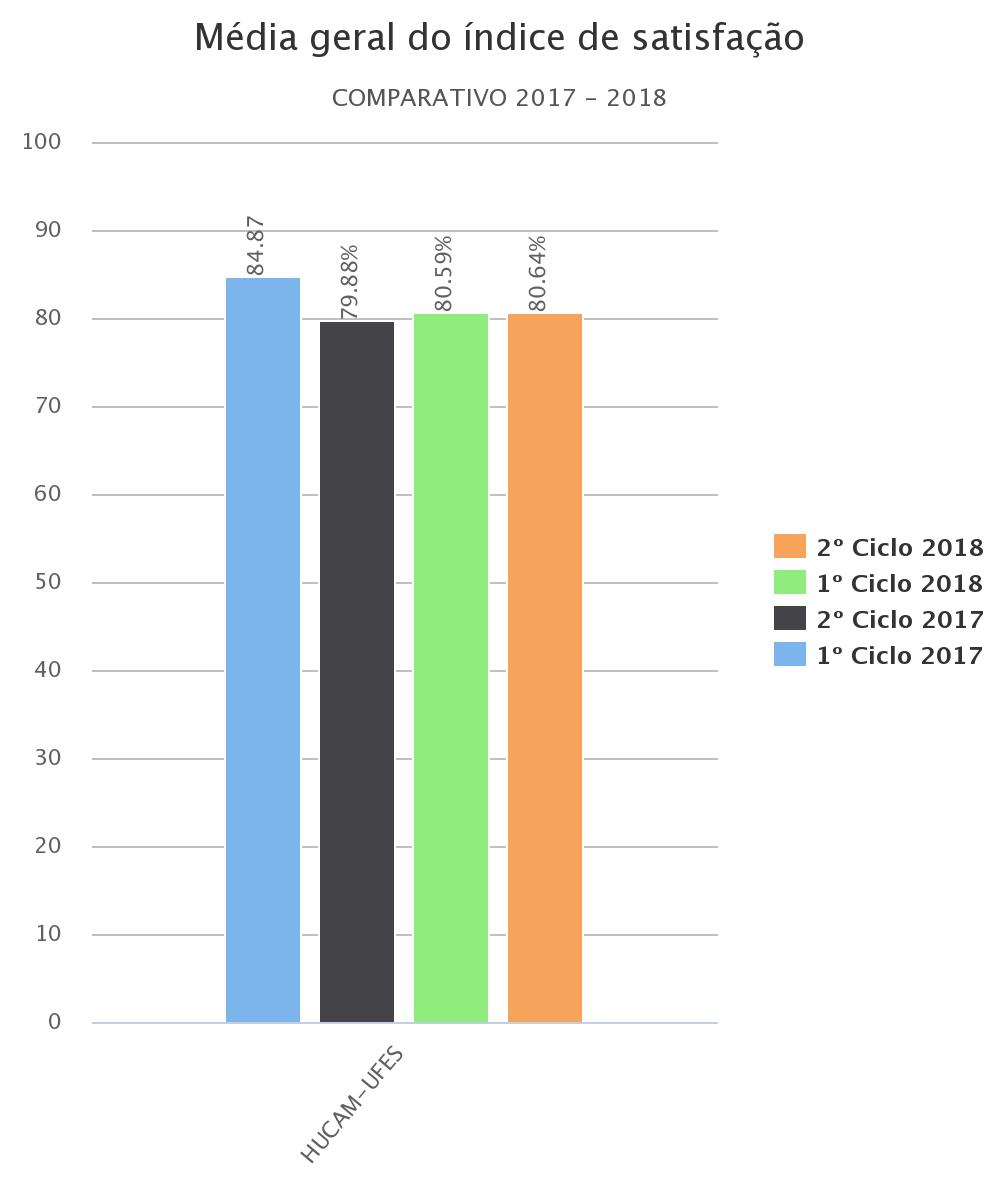 Média geral do índice de satisfação
COMPARATIVO 2017 – 2018
100
90
80
70
60
50
40
30
20
10
0
84.87
79.88%
80.59%
80.64%
HUCAM–UFES
2º Ciclo 2018
1º Ciclo 2018
2º Ciclo 2017
1º Ciclo 2017